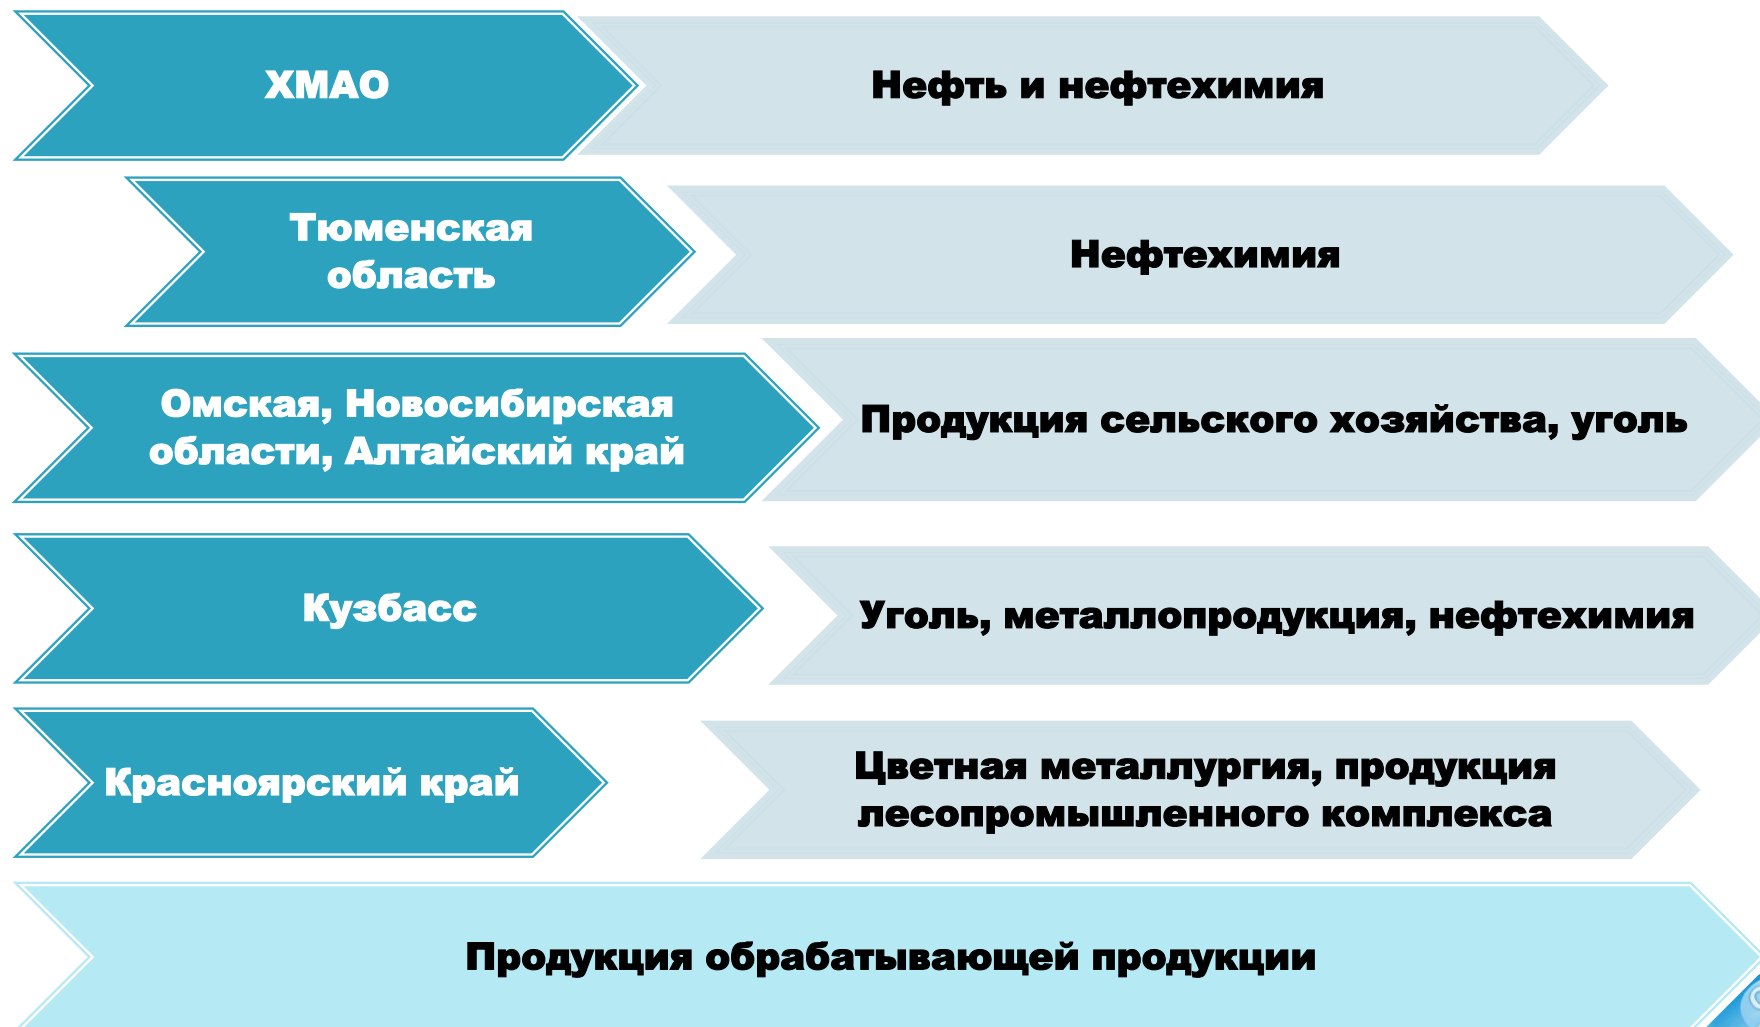 ХМАО
Нефть и нефтехимия
Тюменская
область
Нефтехимия
Омская, Новосибирская
области, Алтайский край
Продукция сельского хозяйства, уголь
Кузбасс
Уголь, металлопродукция, нефтехимия
Красноярский край
Цветная металлургия, продукция
лесопромышленного комплекса
Продукция обрабатывающей продукции